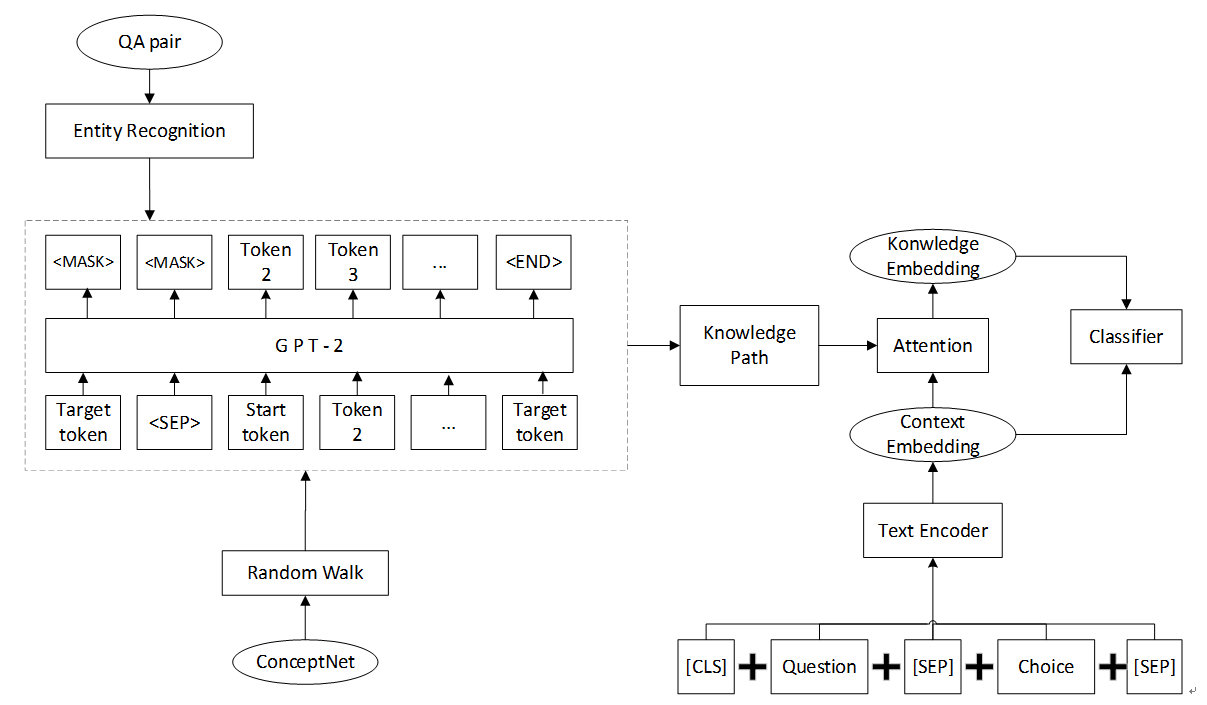 QA pair
Entity Recognition
<MASK>
<MASK>
Token
2
Token
3
...
<END>
G P T - 2
Target
token
<SEP>
Start
token
Token
2
...
Target
token
Random Walk
ConceptNet
Knowledge
Path
Konwledge
Embedding
Attention
Classifier
Context
Embedding
Text Encoder
[CLS] + Question + [SEP] + Choice + [SEP]